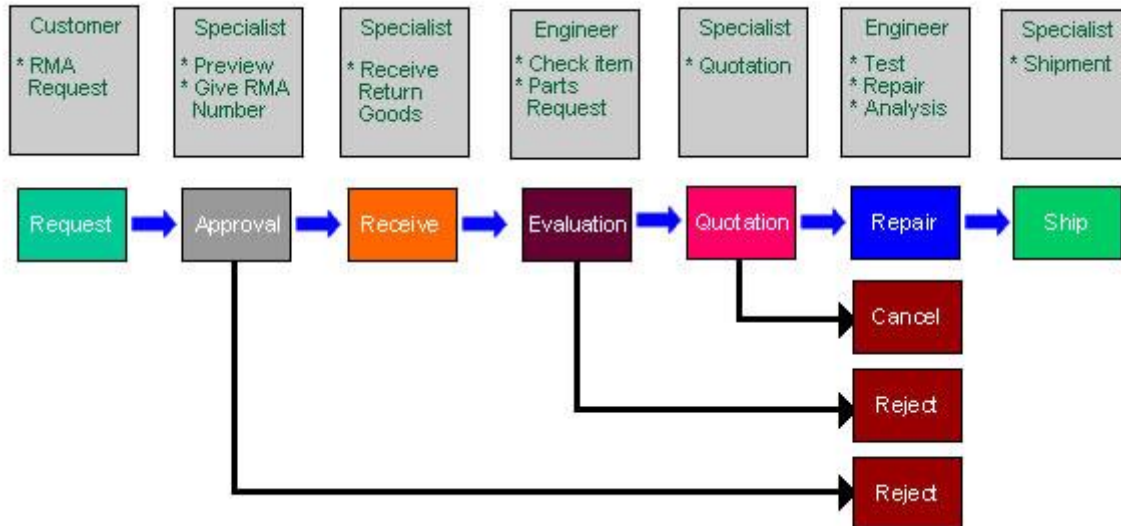 Customer
* RMA
Request
Specialist
* Preview
* Give RMA
Number
Specialist
* Receive
Return
Goods
Engineer
* Check item
* Parts
Request
Specialist
* Quotation
Engineer
* Test
* Repair
* Analysis
Specialist
* Shipment
Request
Approval
Receive
Evaluation
Quotation
Repair
Ship
Cancel
Reject
Reject